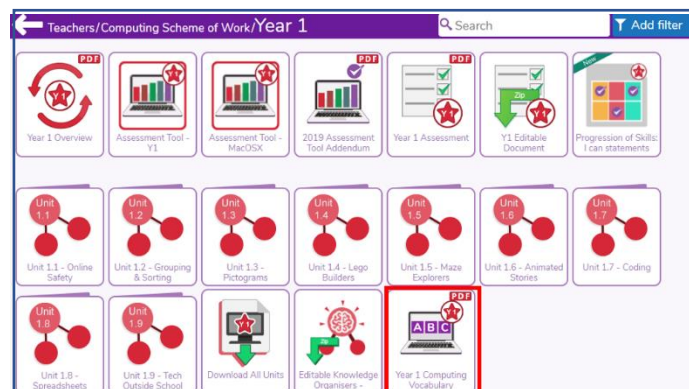 Teachers/Computing Scheme of Work/Year 1
Search
Add filter
PDF
Y1
Y1
PDF
PDF
Y1
Zip
Y1
New
Year 1 Overview
Assessment Tool -
Y1
Assessment Tool -
MacOSX
2019 Assessment
Tool Addendum
Year 1 Assessment
Y1 Editable
Document
Progression of Skills:
I can statements
Unit
1.1
Unit
1.2
Unit
1.3
Unit
1.4
Unit
1.5
Unit
1.6
Unit
1.7
Unit 1.1 - Online
Safety
Unit 1.2 - Grouping
& Sorting
Unit 1.3 -
Pictograms
Unit 1.4 - Lego
Builders
Unit 1.5 - Maze
Explorers
Unit 1.6 - Animated
Stories
Unit 1.7 - Coding
Unit
1.8
Unit
1.9
Y1
Zip
PDF
Y1
ABC
Unit 1.8 -
Spreadsheets
Unit 1.9 - Tech
Outside School
Download All Units
Editable Knowledge
Organisers -
Year 1 Computing
Vocabulary